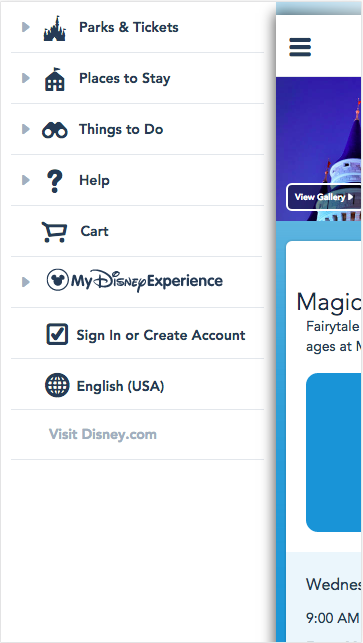 Parks & Tickets
Places to Stay
Things to Do
Help
Cart
My Disney Experience
Sign In or Create Account
English (USA)
Visit Disney.com
View Gallery
Magic
Fairytale
ages at M
Wednes
9:00 AM